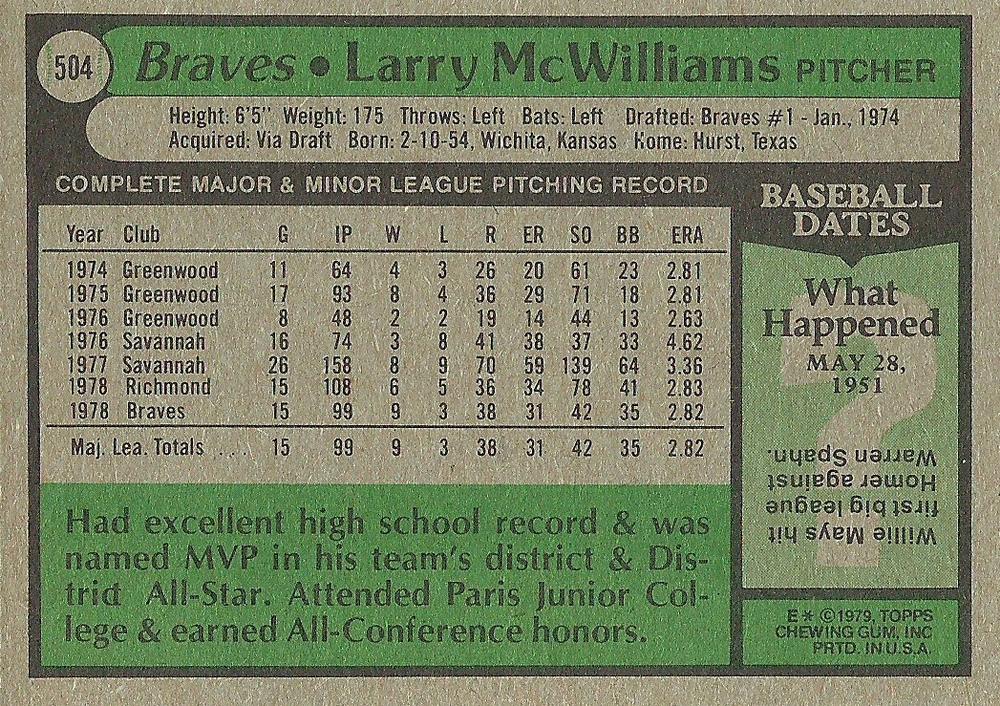 504 Braves • Larry McWilliams PITCHER
Height: 6'5" Weight: 175 Throws: Left Bats: Left Drafted: Braves #1 - Jan., 1974
Acquired: Via Draft Born: 2-10-54, Wichita, Kansas Home: Hurst, Texas
COMPLETE MAJOR & MINOR LEAGUE PITCHING RECORD
Year Club G IP W L R ER SO BB ERA
1974 Greenwood 11 64 4 3 26 20 61 23 2.81
1975 Greenwood 17 93 8 4 36 29 71 18 2.81
1976 Greenwood 8 48 2 2 19 14 44 13 2.63
1976 Savannah 16 74 3 8 41 38 37 33 4.62
1977 Savannah 26 158 8 9 70 59 139 64 3.36
1978 Richmond 15 108 6 5 36 34 78 41 2.83
1978 Braves 15 99 9 3 38 31 42 35 2.82
Maj. Lea. Totals .... 15 99 9 3 38 31 42 35 2.82
Had excellent high school record & was
named MVP in his team's district & Dis-
trict All-Star. Attended Paris Junior Col-
lege & earned All-Conference honors.
BASEBALL
DATES
What
Happened
MAY 28,
1951
?
Willie Mays hit
first big league
Homer against
Warren Spahn.
E* ©1979, TOPPS
CHEWING GUM, INC
PRTD. IN U.S.A.